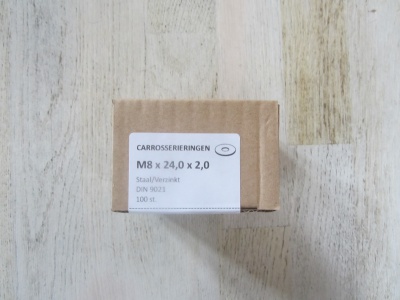 CARROSSERIERINGEN
M8 x 24,0 x 2,0
Staal/Verzinkt
DIN 9021
100 st.